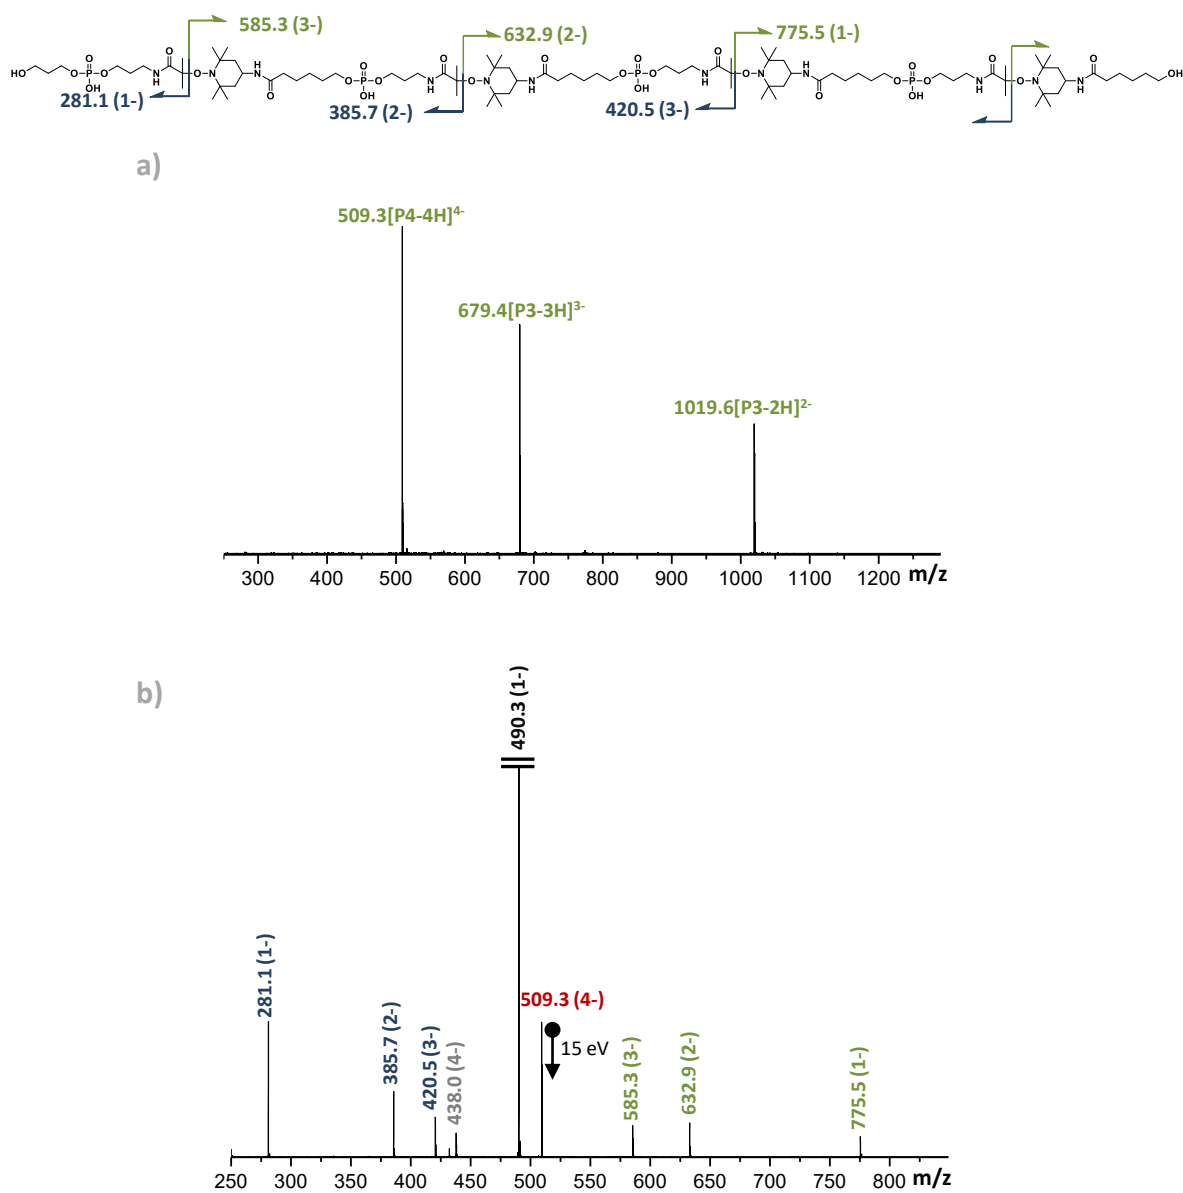 585.3 (3-)
632.9 (2-)
775.5 (1-)
HO O P O OH O N H O O N NH O O P O OH O N H O O N N H O O P O OH O N H O O N NH O O P O OH O N H O O N N H O OH
281.1 (1-)
385.7 (2-)
420.5 (3-)
a)
509.3[P4-4H]4-
679.4[P3-3H]3-
1019.6[P3-2H]2-
300 400 500 600 700 800 900 1000 1100 1200 m/z
b)
490.3 (1-)
281.1 (1-)
385.7 (2-)
420.5 (3-)
438.0 (4-)
509.3 (4-)
15 eV
585.3 (3-)
632.9 (2-)
775.5 (1-)
250 300 350 400 450 500 550 600 650 700 750 800 m/z